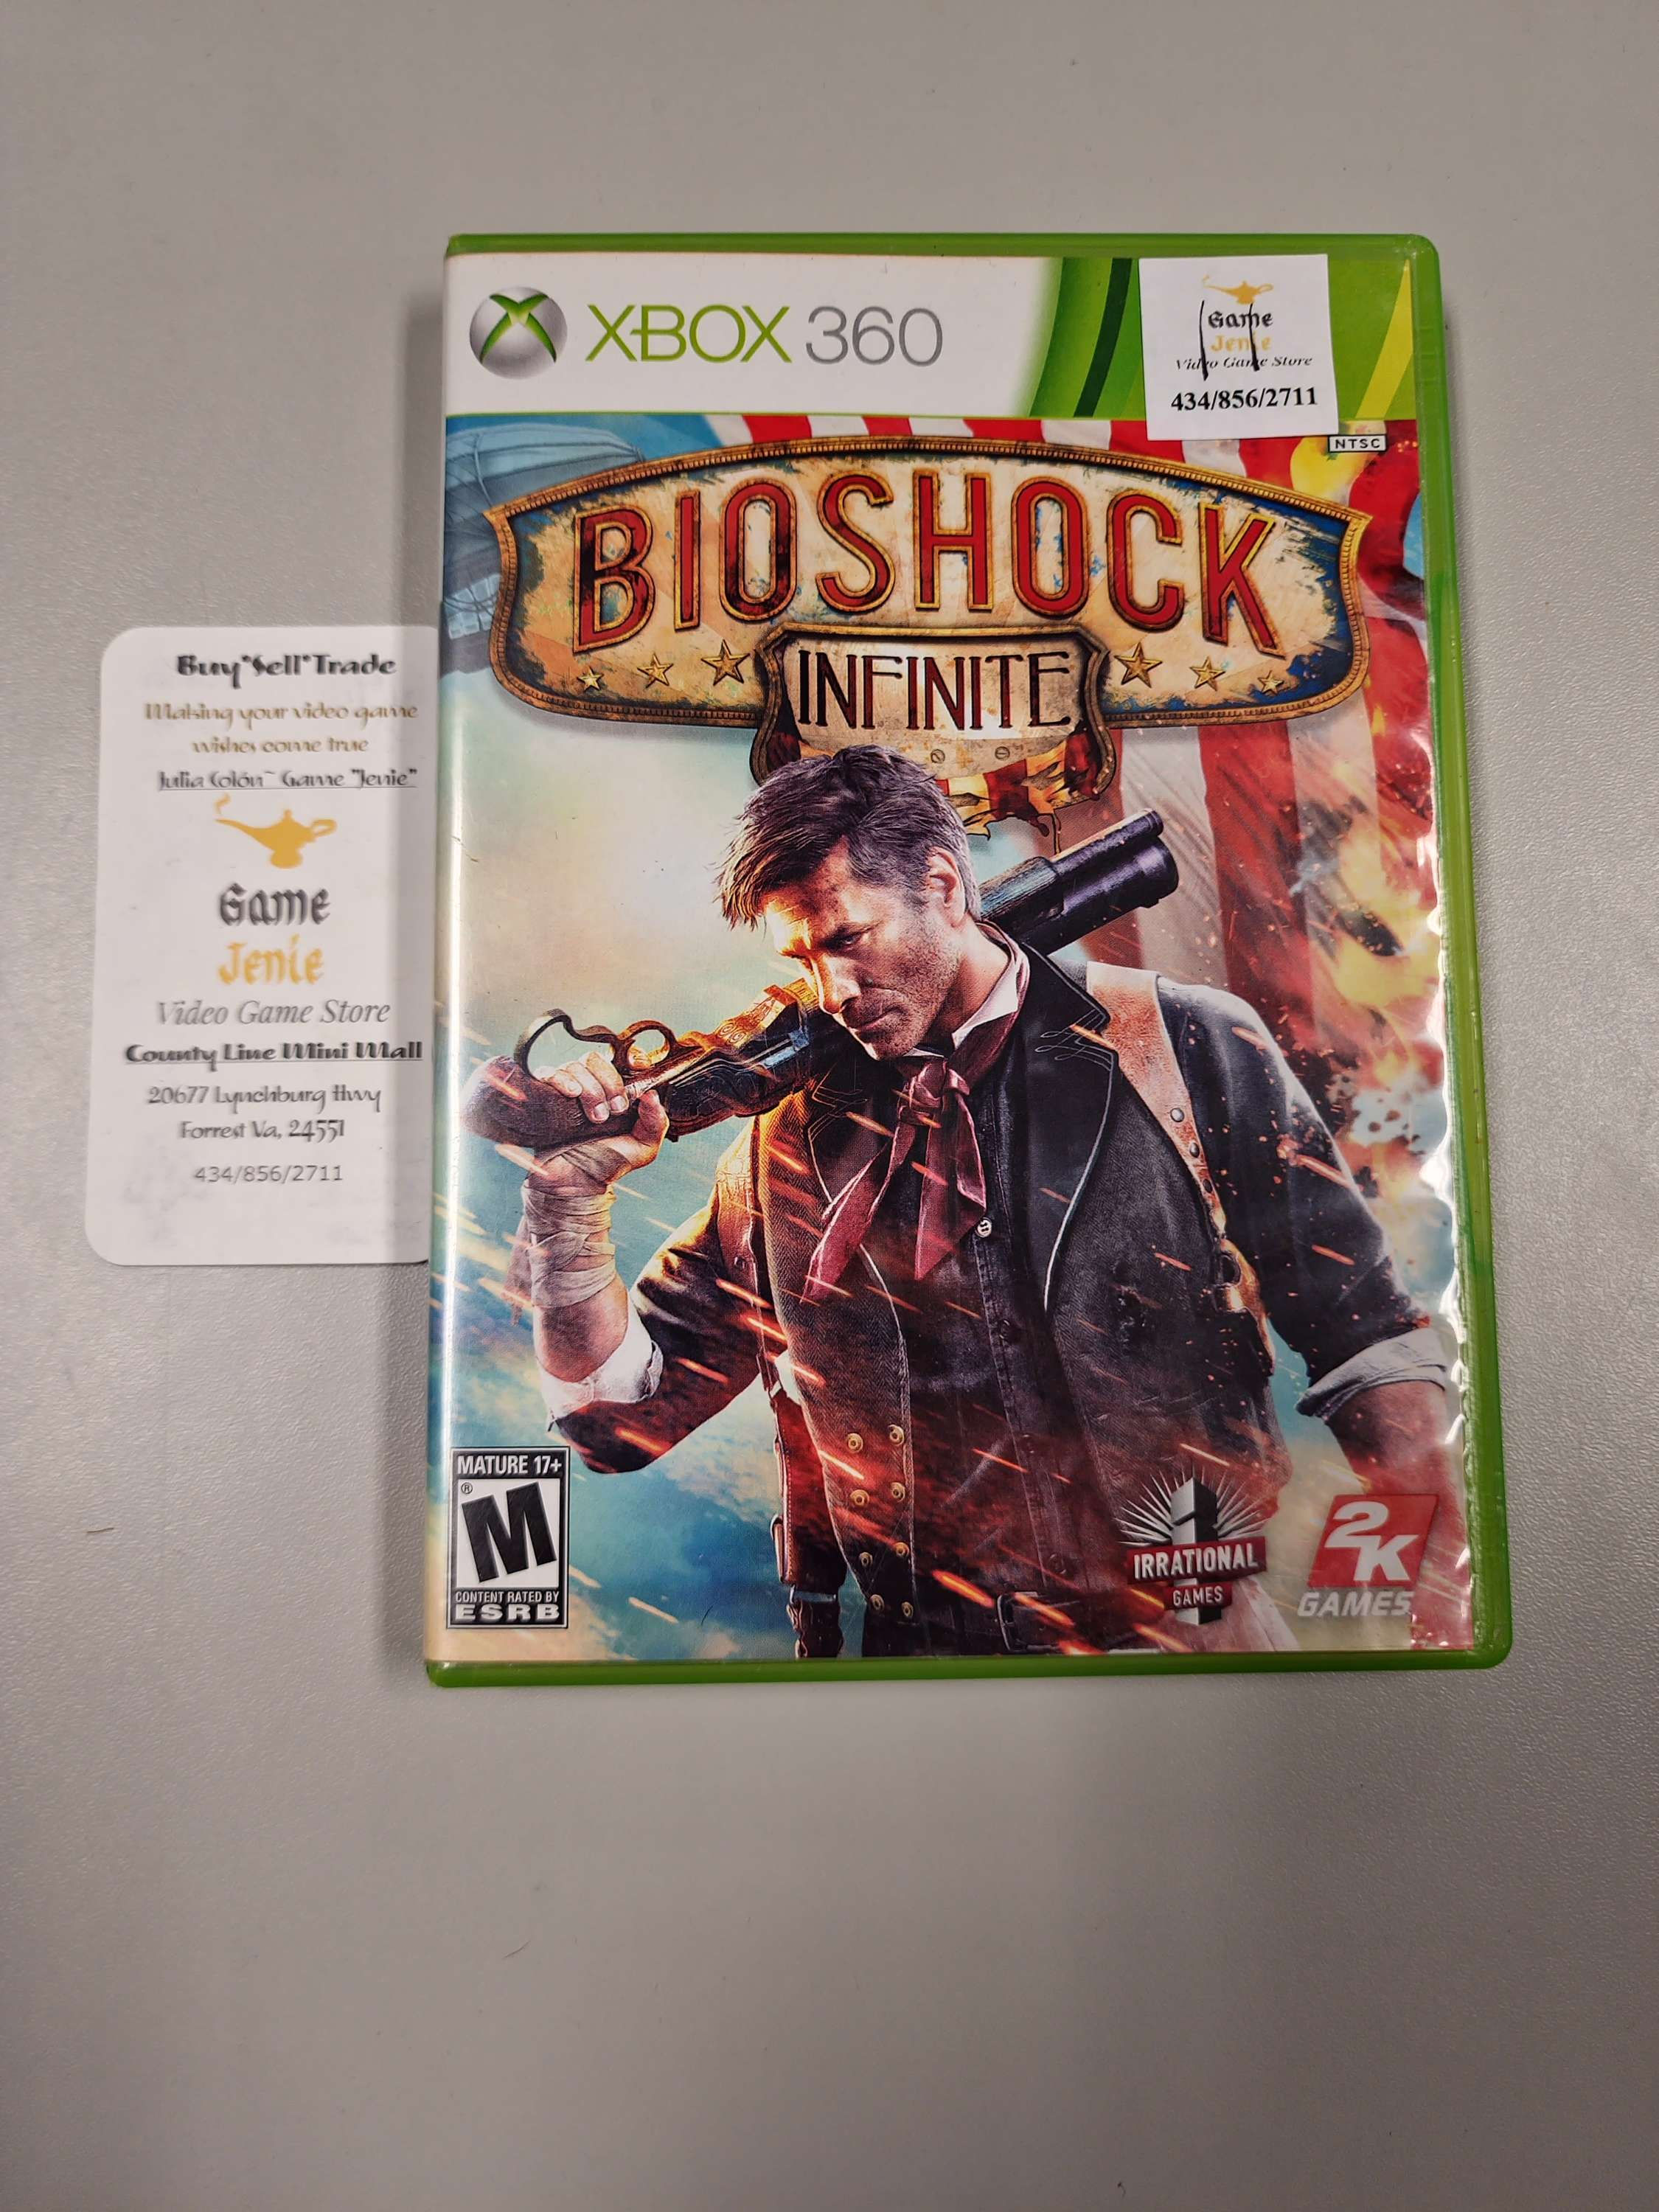 XBOX 360
Game
Jenie
Video Game Store
434/856/2711
NTSC
BIOSHOCK
INFINITE
Buy*Sell*Trade
Making your video game
wishes come true
Julia Colón~ Game "Jenie"
Game
Jenie
Video Game Store
County Line Mini Mall
20677 Lynchburg Hwy
Forrest Va, 24551
434/856/2711
MATURE 17+
®
M
CONTENT RATED BY
ESRB
IRRATIONAL
GAMES
2K
GAMES